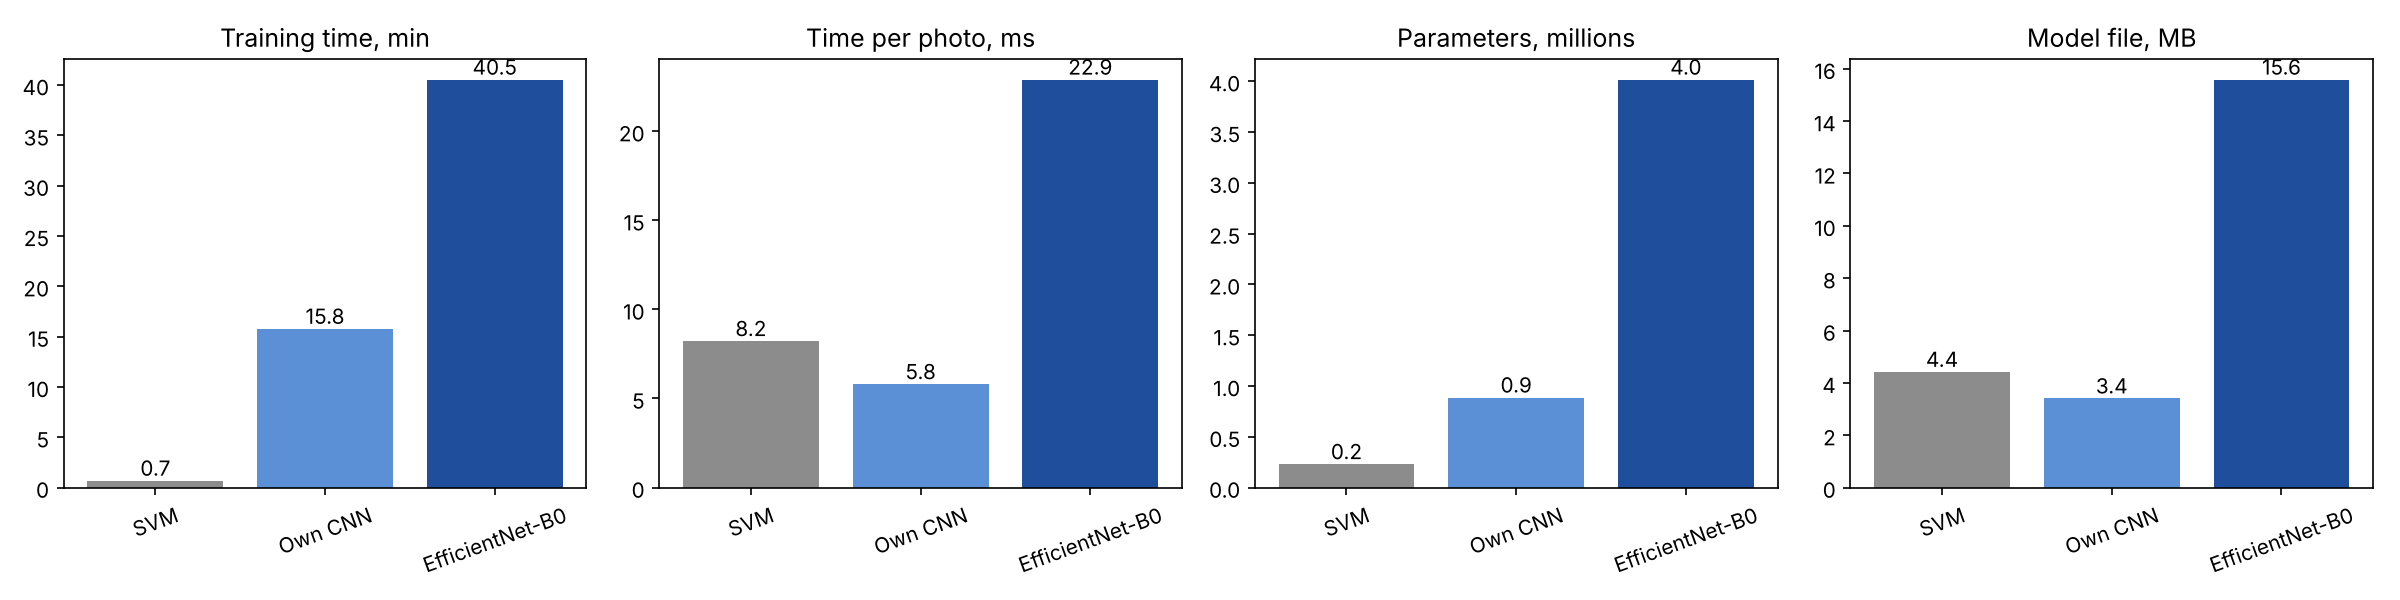 Training time, min
40.5
15.8
0.7
40
35
30
25
20
15
10
5
0
SVM
Own CNN
EfficientNet-B0
Time per photo, ms
22.9
8.2
5.8
20
15
10
5
0
SVM
Own CNN
EfficientNet-B0
Parameters, millions
4.0
0.9
0.2
4.0
3.5
3.0
2.5
2.0
1.5
1.0
0.5
0.0
SVM
Own CNN
EfficientNet-B0
Model file, MB
15.6
4.4
3.4
16
14
12
10
8
6
4
2
0
SVM
Own CNN
EfficientNet-B0